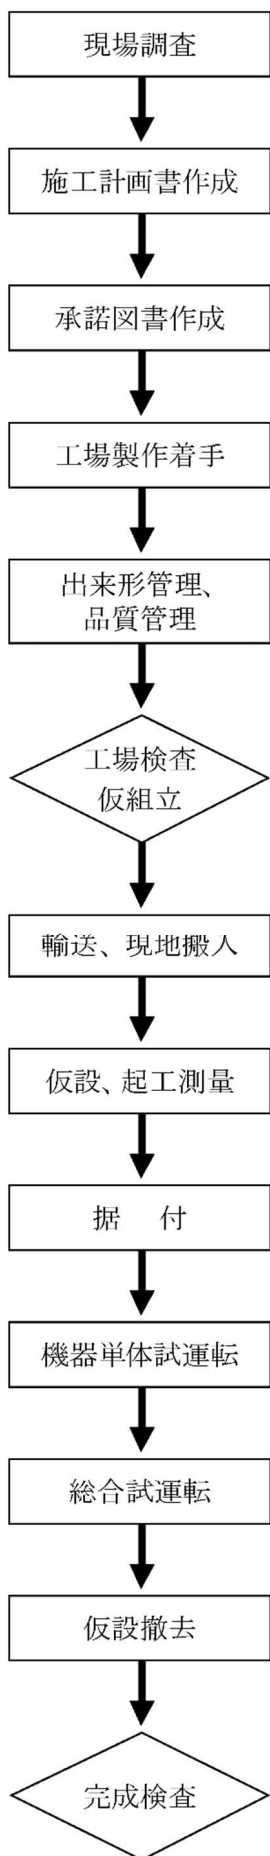 現場調査
施工計画書作成
承諾図書作成
工場製作着手
出来形管理、
品質管理
工場検査
仮組立
輸送、現地搬入
仮設、起工測量
据　付
機器単体試運転
総合試運転
仮設撤去
完成検査